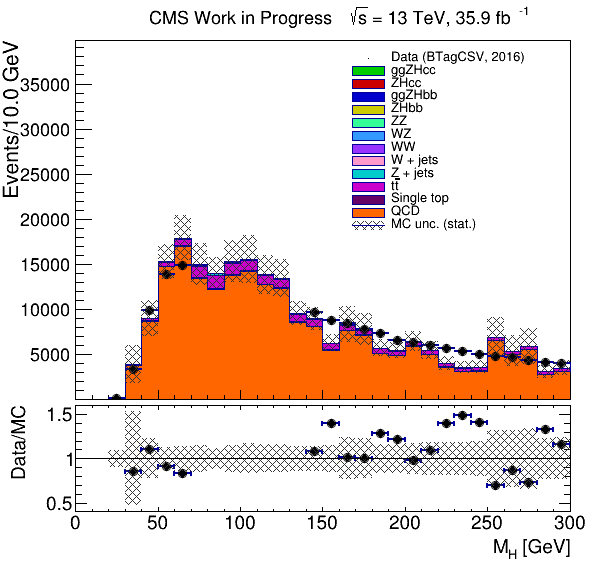 CMS Work in Progress √s = 13 TeV, 35.9 fb -1
Events/10.0 GeV
35000
30000
25000
20000
15000
10000
5000
Data (BTagCSV, 2016)
ggZHcc
ZHcc
ggZHbb
ZHbb
ZZ
WZ
WW
W + jets
Z + jets
tt̅
Single top
QCD
MC unc. (stat.)
Data/MC
1.5
1
0.5
0 50 100 150 200 250 300
M_H [GeV]